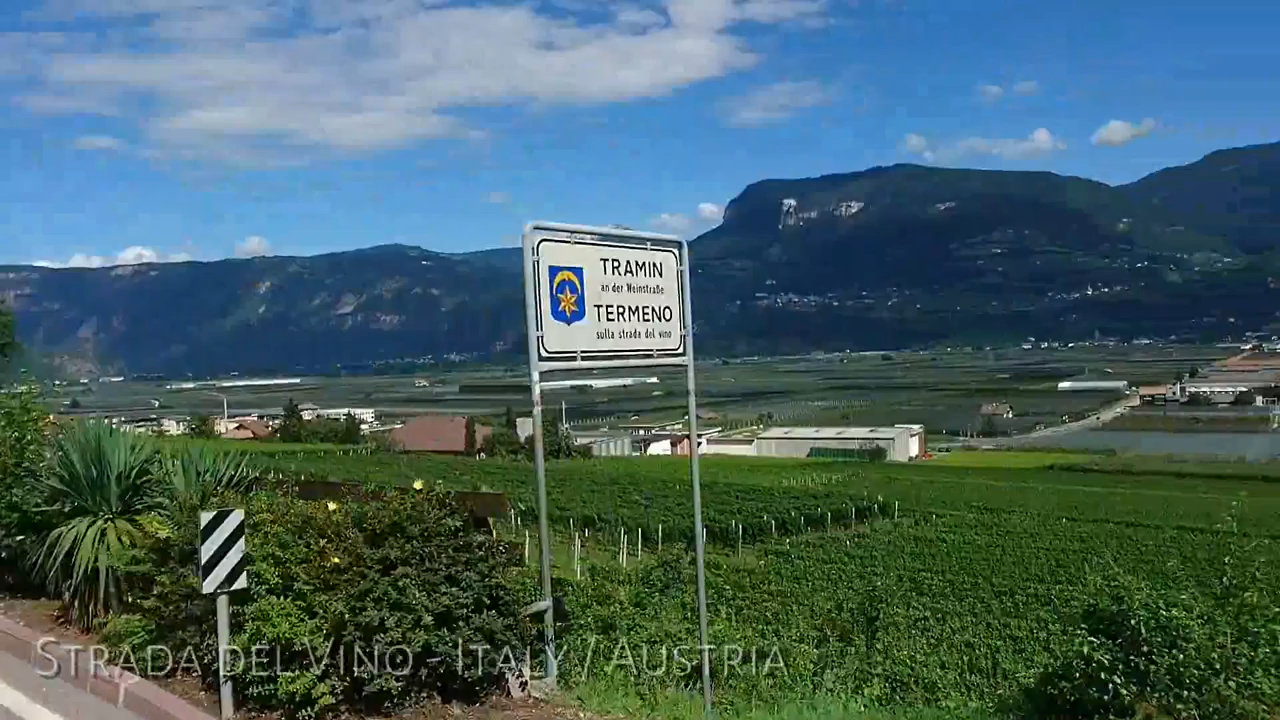 TRAMIN
an der Weinstraße
TERMENO
sulla strada del vino
Strada del Vino - Italy / Austria